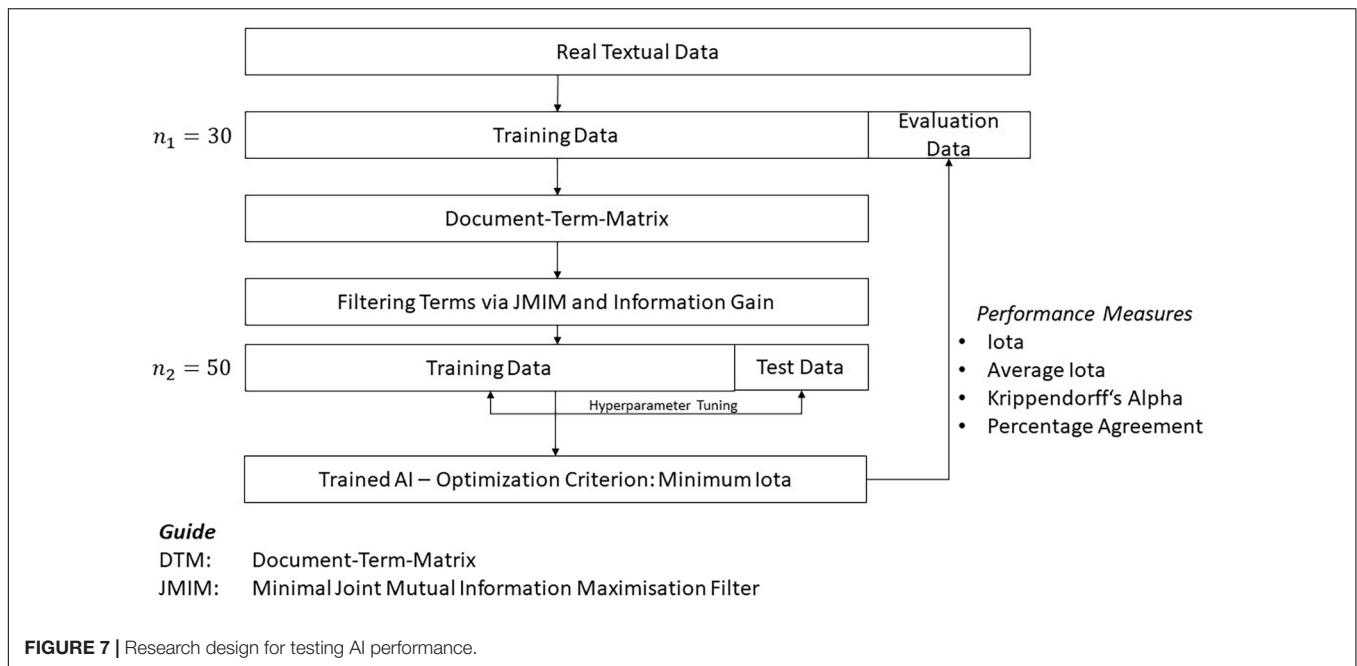 Real Textual Data
n₁ = 30
Training Data
Evaluation
Data
Document-Term-Matrix
Filtering Terms via JMIM and Information Gain
n₂ = 50
Training Data
Test Data
Hyperparameter Tuning
Trained AI – Optimization Criterion: Minimum Iota
Performance Measures
• Iota
• Average Iota
• Krippendorff‘s Alpha
• Percentage Agreement
Guide
DTM: Document-Term-Matrix
JMIM: Minimal Joint Mutual Information Maximisation Filter
FIGURE 7 | Research design for testing AI performance.